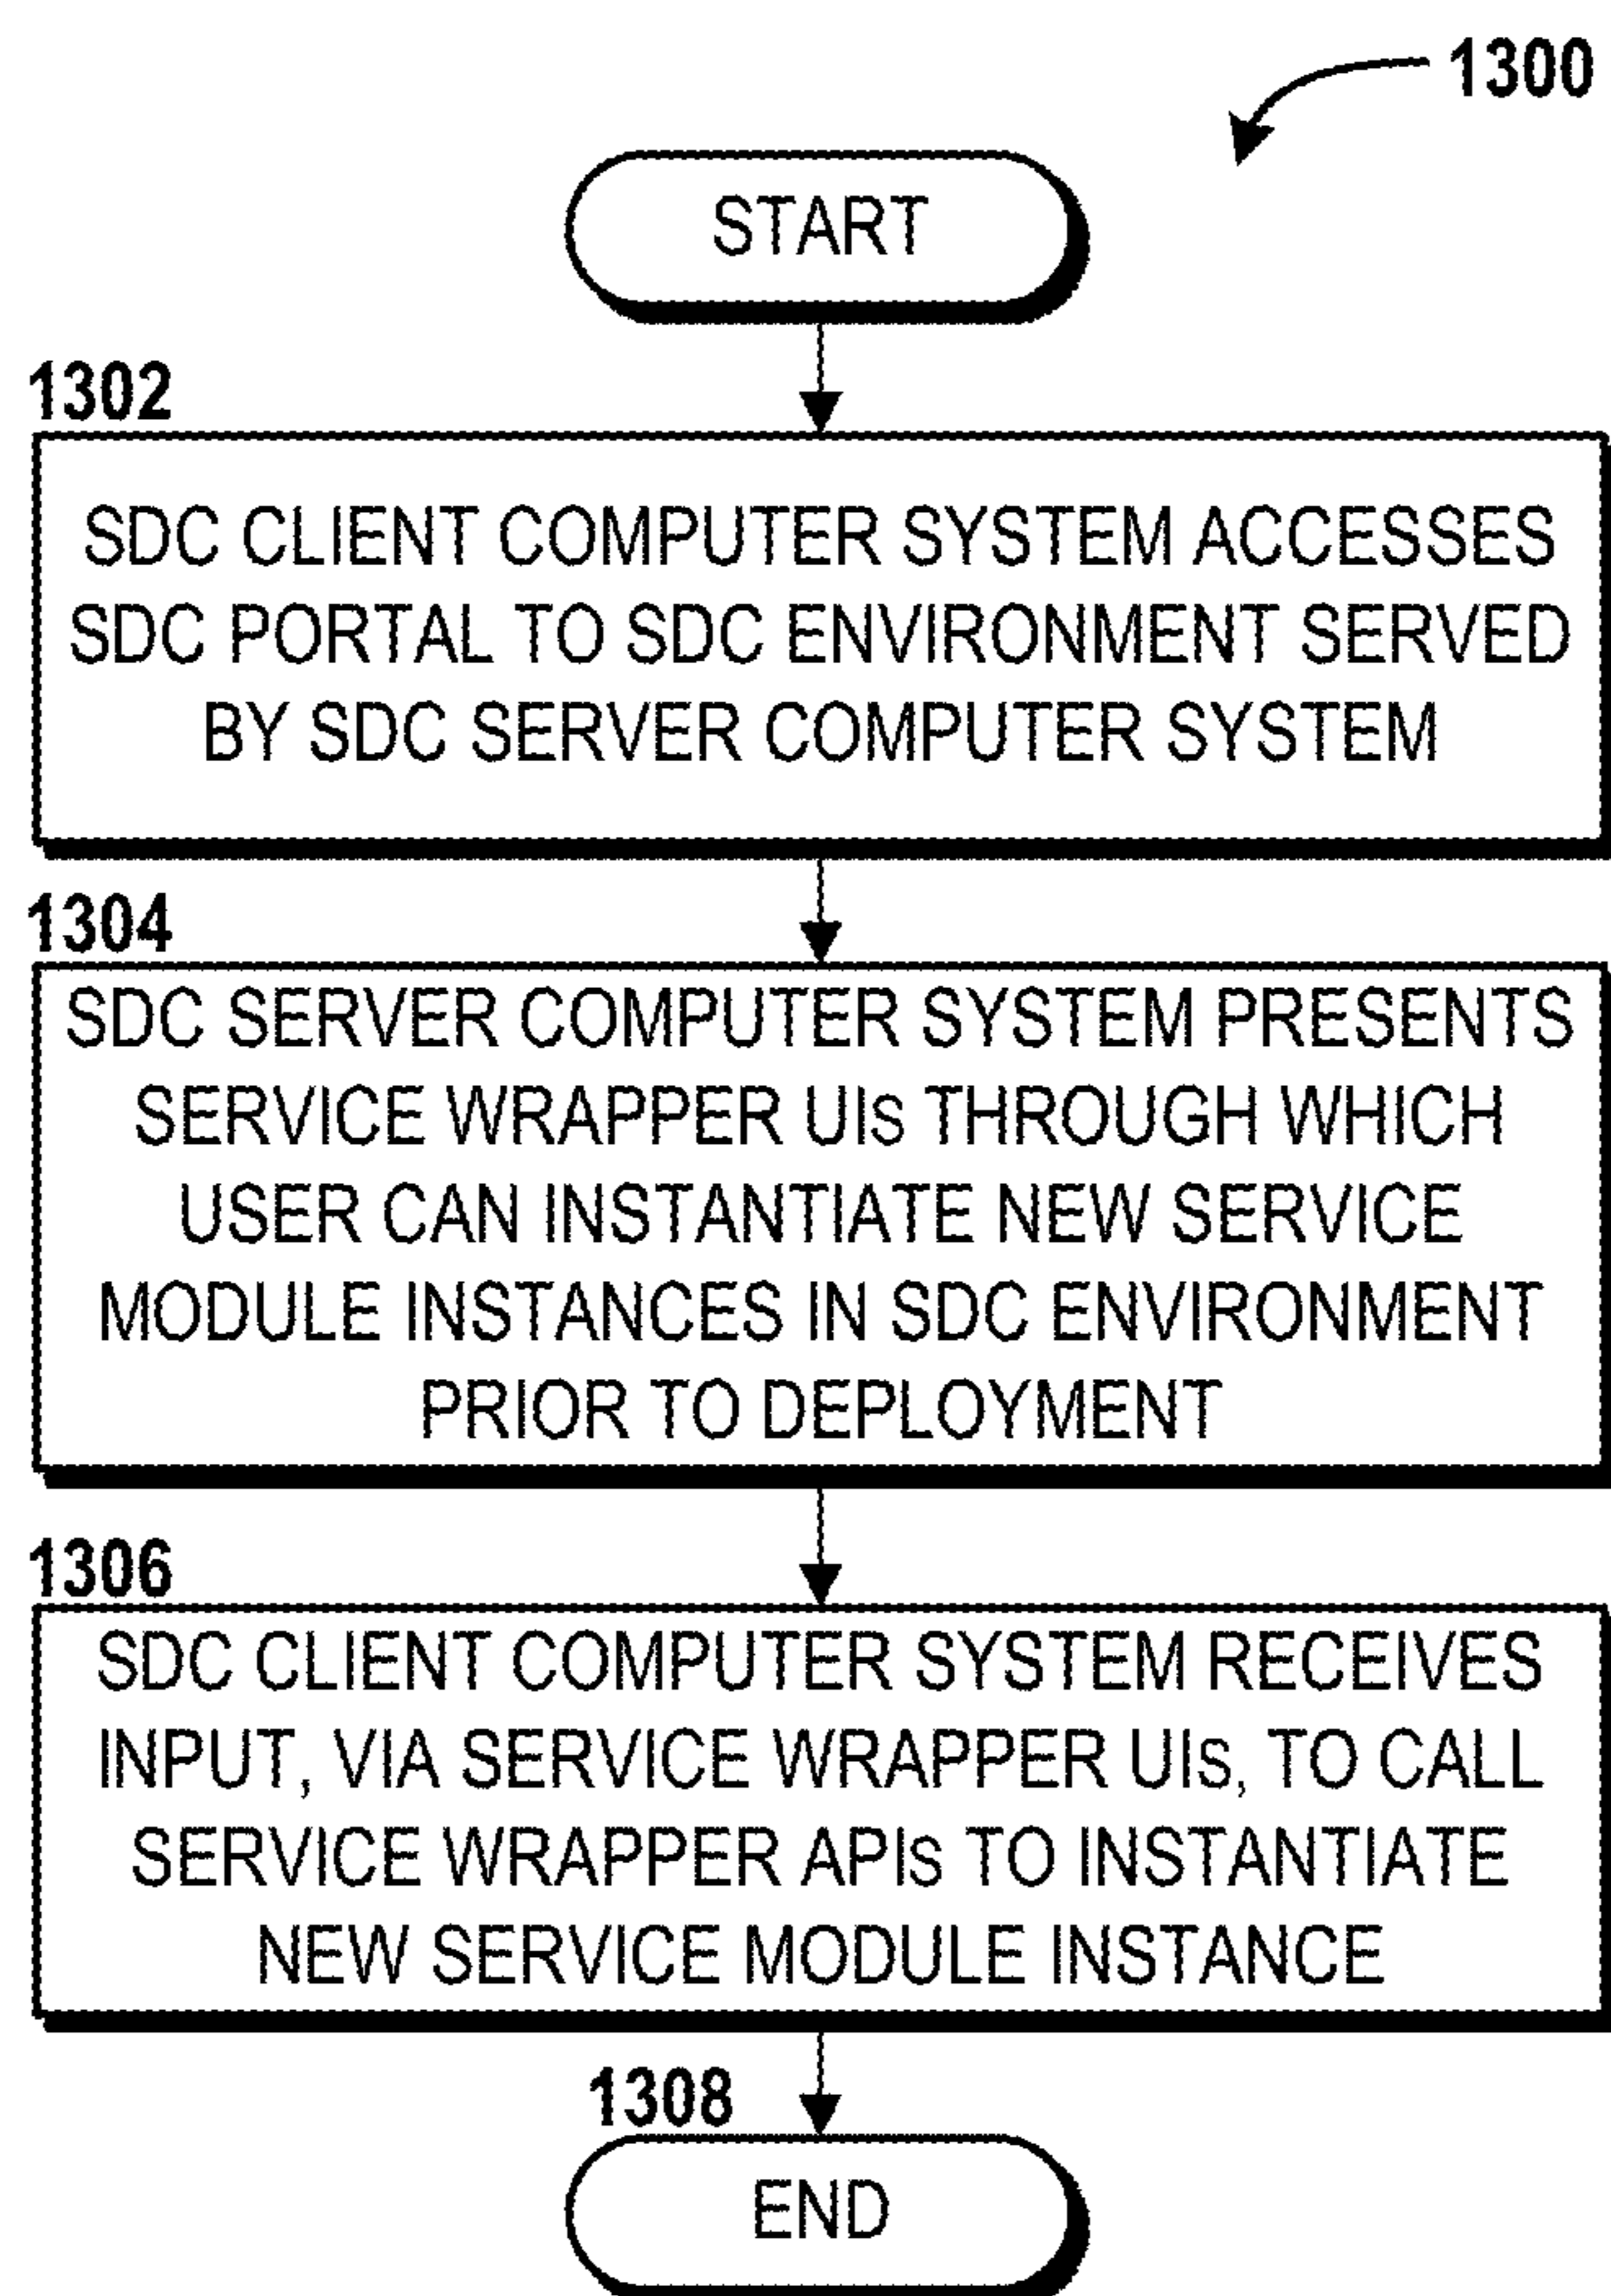 1300
START
1302
SDC CLIENT COMPUTER SYSTEM ACCESSES
SDC PORTAL TO SDC ENVIRONMENT SERVED
BY SDC SERVER COMPUTER SYSTEM
1304
SDC SERVER COMPUTER SYSTEM PRESENTS
SERVICE WRAPPER UIs THROUGH WHICH
USER CAN INSTANTIATE NEW SERVICE
MODULE INSTANCES IN SDC ENVIRONMENT
PRIOR TO DEPLOYMENT
1306
SDC CLIENT COMPUTER SYSTEM RECEIVES
INPUT, VIA SERVICE WRAPPER UIs, TO CALL
SERVICE WRAPPER APIs TO INSTANTIATE
NEW SERVICE MODULE INSTANCE
1308
END